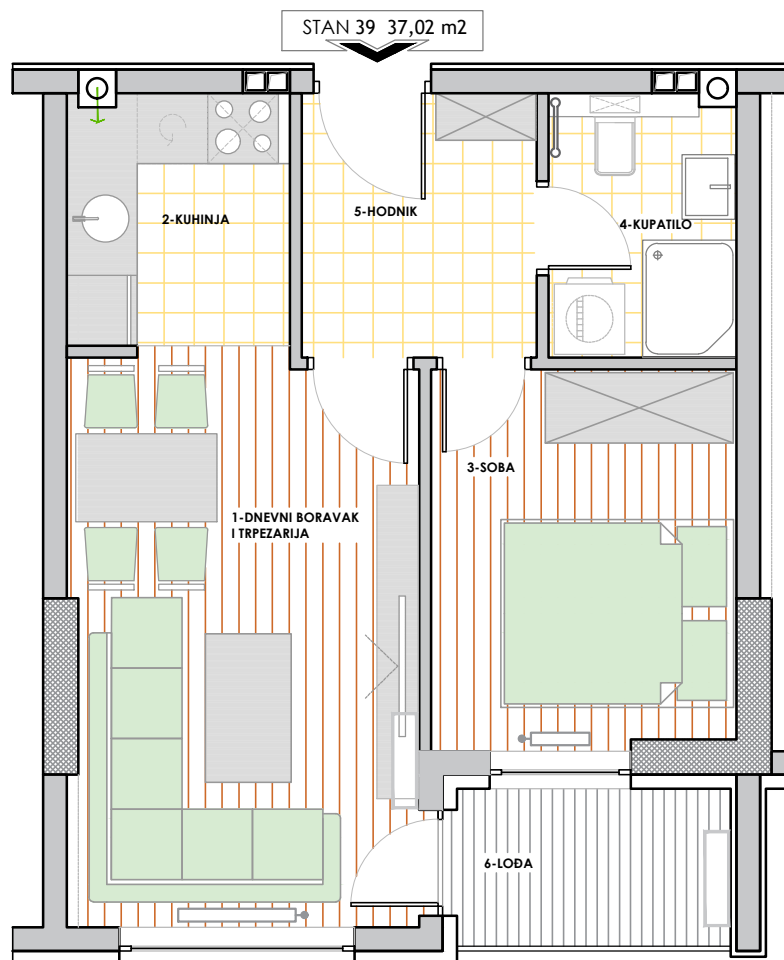 STAN 39 37,02 m2
2-KUHINJA
5-HODNIK
4-KUPATILO
3-SOBA
1-DNEVNI BORAVAK
I TRPEZARIJA
6-LOĐA